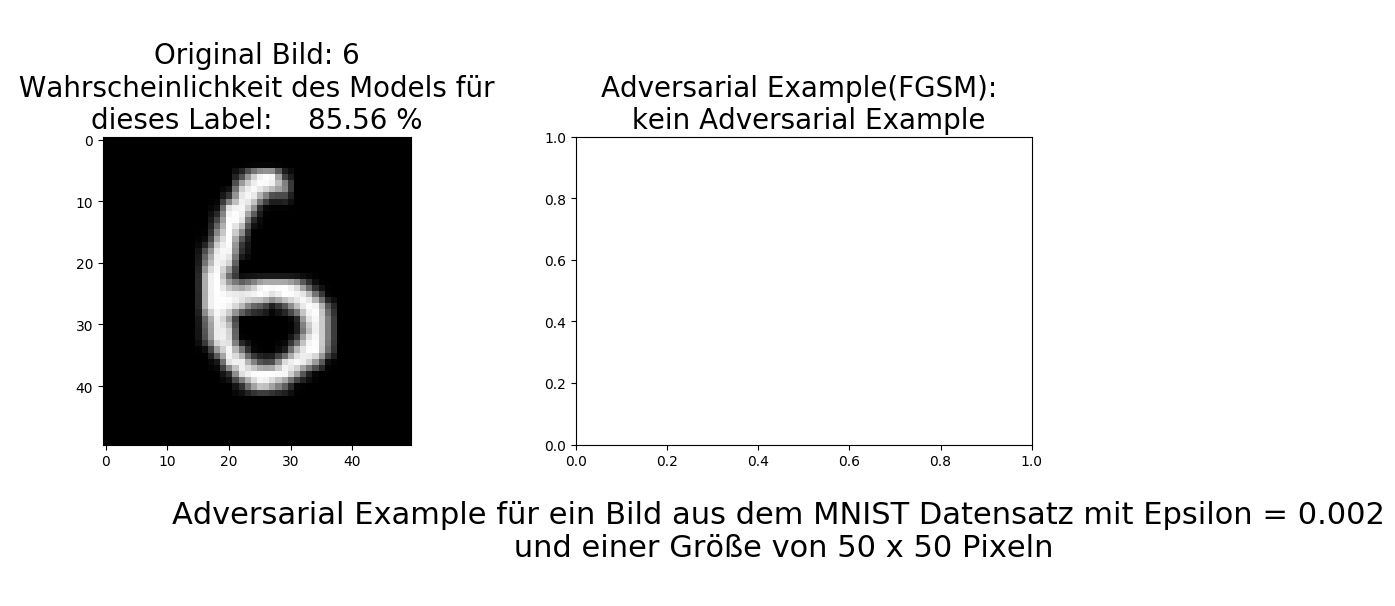 Original Bild: 6
Wahrscheinlichkeit des Models für
dieses Label: 85.56 %
Adversarial Example(FGSM):
kein Adversarial Example
0
10
20
30
40
0 10 20 30 40
6
1.0
0.8
0.6
0.4
0.2
0.0
0.0 0.2 0.4 0.6 0.8 1.0
Adversarial Example für ein Bild aus dem MNIST Datensatz mit Epsilon = 0.002
und einer Größe von 50 x 50 Pixeln